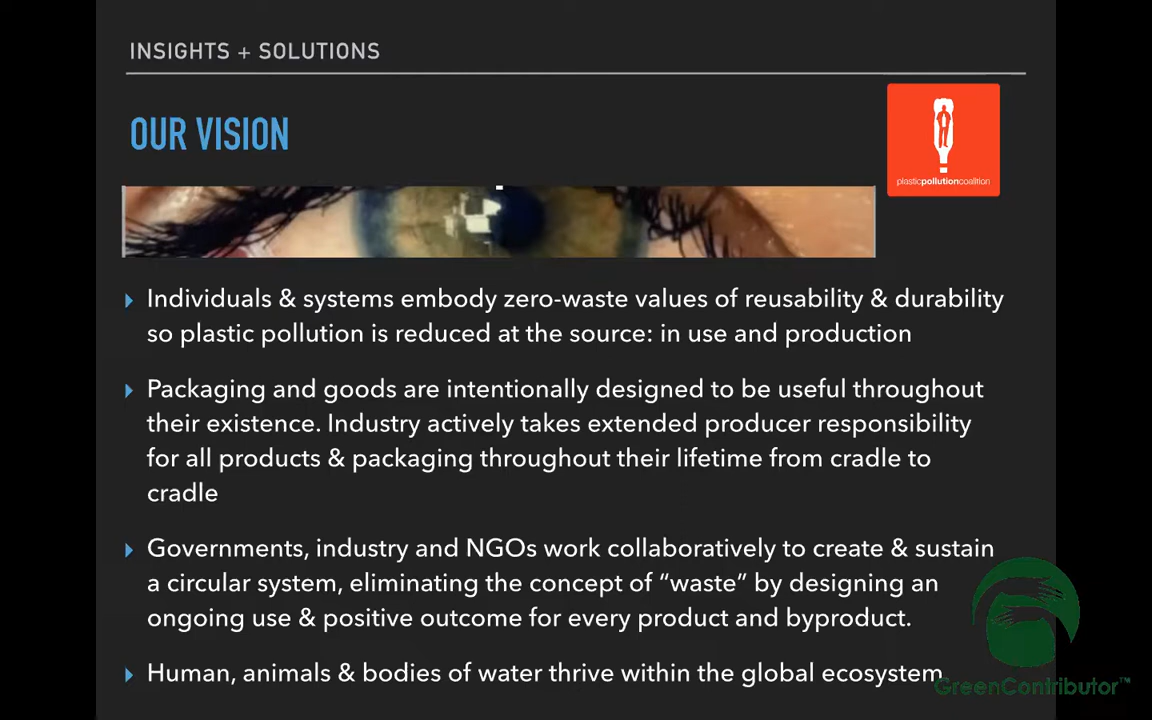 INSIGHTS + SOLUTIONS
OUR VISION
plasticpollutioncoalition
Individuals & systems embody zero-waste values of reusability & durability
so plastic pollution is reduced at the source: in use and production
Packaging and goods are intentionally designed to be useful throughout
their existence. Industry actively takes extended producer responsibility
for all products & packaging throughout their lifetime from cradle to
cradle
Governments, industry and NGOs work collaboratively to create & sustain
a circular system, eliminating the concept of “waste” by designing an
ongoing use & positive outcome for every product and byproduct.
Human, animals & bodies of water thrive within the global ecosystem
GreenContributor™